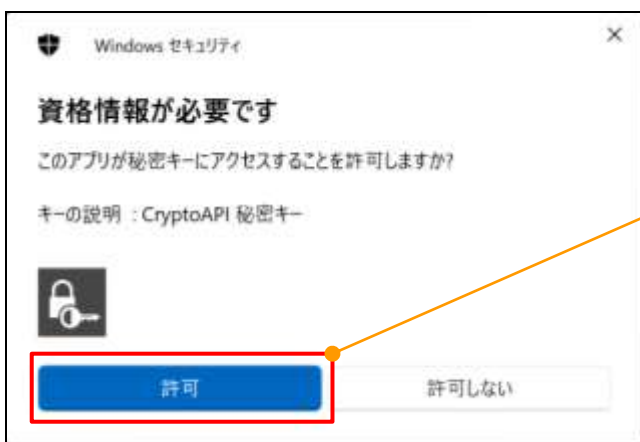 Windows セキュリティ
資格情報が必要です
このアプリが秘密キーにアクセスすることを許可しますか?
キーの説明 : CryptoAPI 秘密キー
許可
許可しない